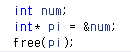 int num;
int* pi = &num;
free(pi);